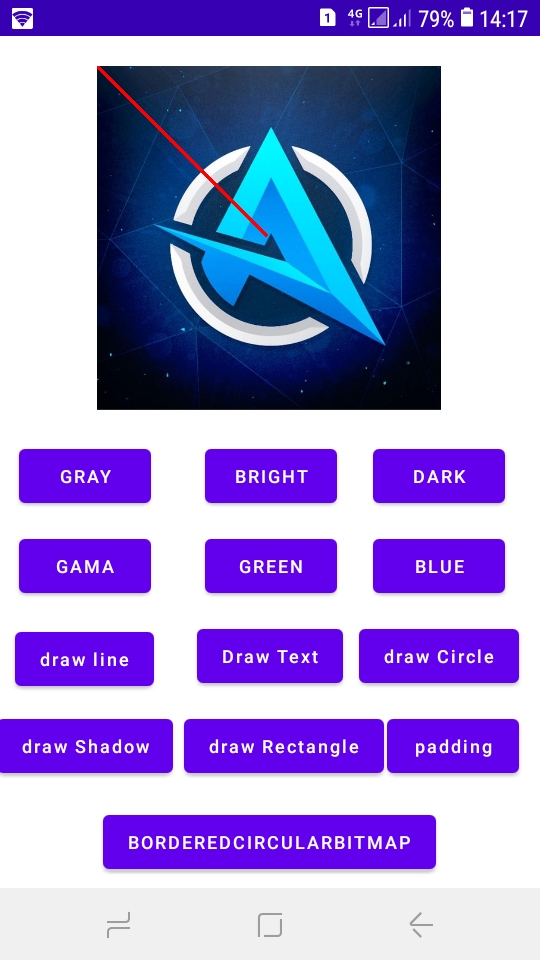 1 4G 79% 14:17
GRAY BRIGHT DARK
GAMA GREEN BLUE
draw line Draw Text draw Circle
draw Shadow draw Rectangle padding
BORDEREDCIRCULARBITMAP